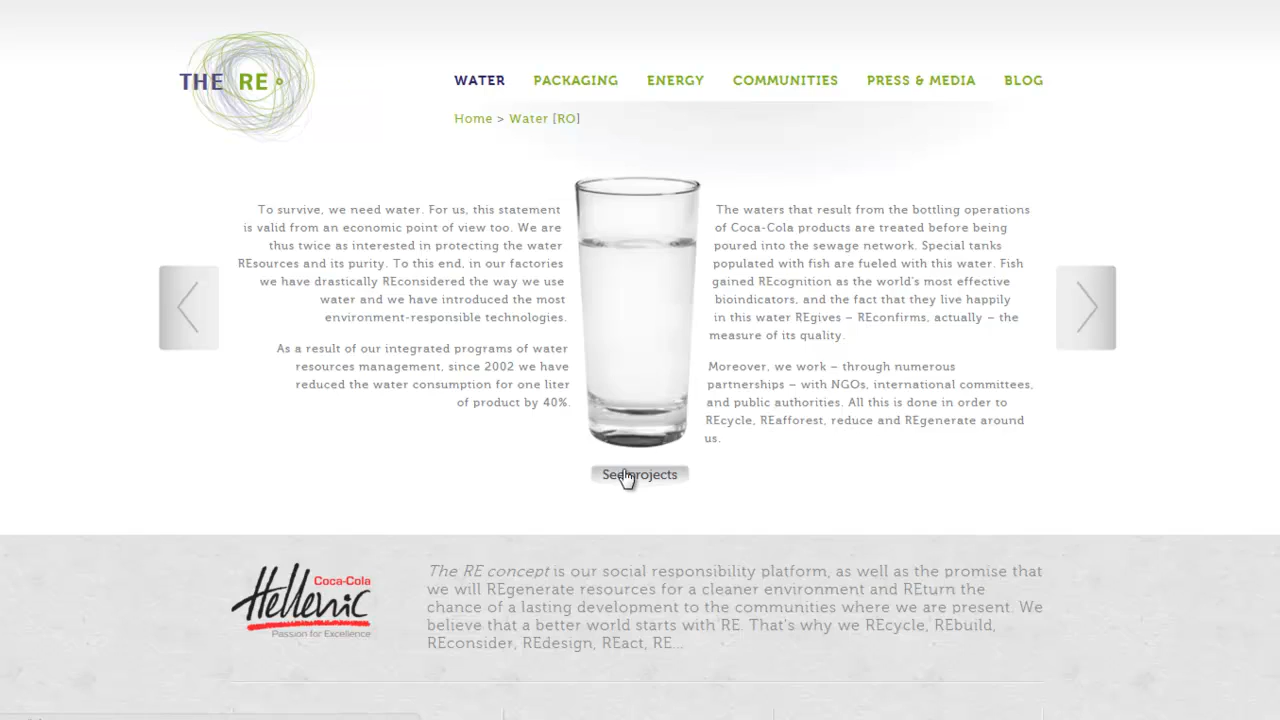 THE RE
WATER PACKAGING ENERGY COMMUNITIES PRESS & MEDIA BLOG
Home > Water [RO]
To survive, we need water. For us, this statement
is valid from an economic point of view too. We are
thus twice as interested in protecting the water
REsources and its purity. To this end, in our factories
we have drastically REconsidered the way we use
water and we have introduced the most
environment-responsible technologies.
As a result of our integrated programs of water
resources management, since 2002 we have
reduced the water consumption for one liter
of product by 40%.
The waters that result from the bottling operations
of Coca-Cola products are treated before being
poured into the sewage network. Special tanks
populated with fish are fueled with this water. Fish
gained REcognition as the world's most effective
bioindicators, and the fact that they live happily
in this water REgives – REconfirms, actually – the
measure of its quality.
Moreover, we work – through numerous
partnerships – with NGOs, international committees,
and public authorities. All this is done in order to
REcycle, REafforest, reduce and REgenerate around
us.
See projects
Coca-Cola
Hellenic
Passion for Excellence
The RE concept is our social responsibility platform, as well as the promise that
we will REgenerate resources for a cleaner environment and REturn the
chance of a lasting development to the communities where we are present. We
believe that a better world starts with RE. That's why we REcycle, REbuild,
REconsider, REdesign, REact, RE...